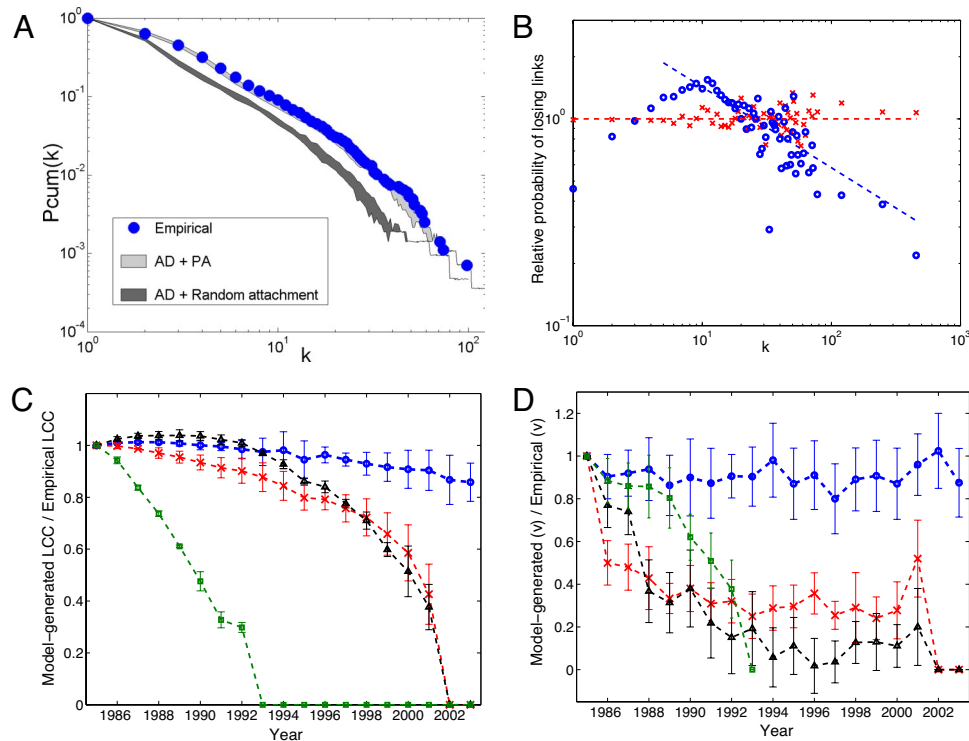 A
10^0
10^-1
10^-2
10^-3
10^-4
Pcum(k)
Empirical
AD + PA
AD + Random attachment
10^0
10^1
10^2
k
B
Relative probability of losing links
10^0
10^-1
10^0
10^1
10^2
10^3
k
C
Model-generated LCC / Empirical LCC
1.2
1
0.8
0.6
0.4
0.2
0
1986 1988 1990 1992 1994 1996 1998 2000 2002
Year
D
Model-generated ⟨v⟩ / Empirical ⟨v⟩
1.2
1
0.8
0.6
0.4
0.2
0
1986 1988 1990 1992 1994 1996 1998 2000 2002
Year